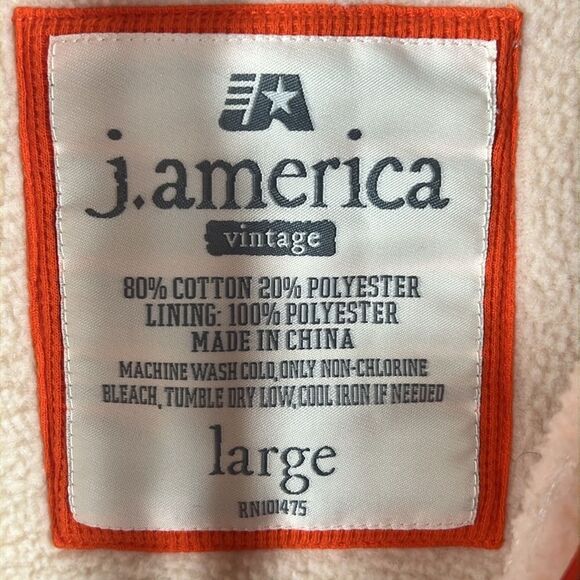 JA
j.america
vintage
80% COTTON 20% POLYESTER
LINING: 100% POLYESTER
MADE IN CHINA
MACHINE WASH COLD, ONLY NON-CHLORINE
BLEACH, TUMBLE DRY LOW, COOL IRON IF NEEDED
large
RN101475